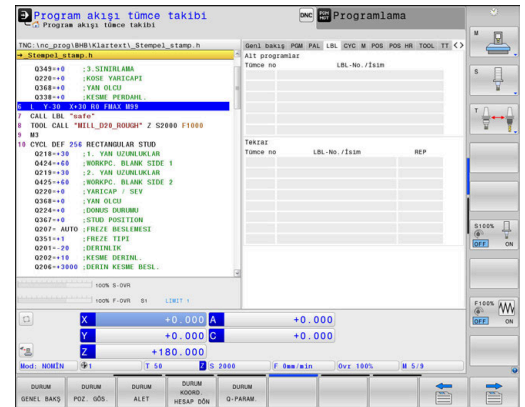 Program akışı tümce takibi
Program akışı tümce takibi
DNC
Programlama
TNC:\nc_prog\BHB\Klartext\_Stempel_stamp.h
→_Stempel_stamp.h
Q349=+0 ;3.SINIRLAMA
Q220=+0 ;KOSE YARICAPI
Q368=+0 ;YAN OLCU
Q338=+0 ;KESME PERDAHL.
6 L Y-30 X+30 R0 FMAX M99
7 CALL LBL "safe"
8 TOOL CALL "MILL_D20_ROUGH" Z S2000 F1000
9 M3
10 CYCL DEF 256 RECTANGULAR STUD
Q218=+30 ;1. YAN UZUNLUKLAR
Q424=+60 ;WORKPC. BLANK SIDE 1
Q219=+30 ;2. YAN UZUNLUKLAR
Q425=+60 ;WORKPC. BLANK SIDE 2
Q220=+0 ;YARICAP / SEV
Q368=+0 ;YAN OLCU
Q224=+0 ;DONUS DURUMU
Q367=+0 ;STUD POSITION
Q207= AUTO ;FREZE BESLEMESI
Q351=+1 ;FREZE TIPI
Q201=-20 ;DERINLIK
Q202=+10 ;KESME DERINL.
Q206=+3000 ;DERIN KESME BESL.
Genl bakış PGM PAL LBL CYC M POS POS HR TOOL TT
Alt programlar
Tümce no LBL-No./İsim
Tekrar
Tümce no LBL-No./İsim REP
100% S-OVR
100% F-OVR S1 LIMIT 1
X +0.000 A +0.000
Y +0.000 C +0.000
Z +180.000
Mod: NOMİN 1 T 50 Z S 2000 F 0mm/min Ovr 100% M 5/9
M
S
T
S100%
OFF ON
F100%
OFF ON
DURUM GENEL BAKŞ
DURUM POZ. GÖS.
DURUM ALET
DURUM KOORD. HESAP DÖN
DURUM Q-PARAM.